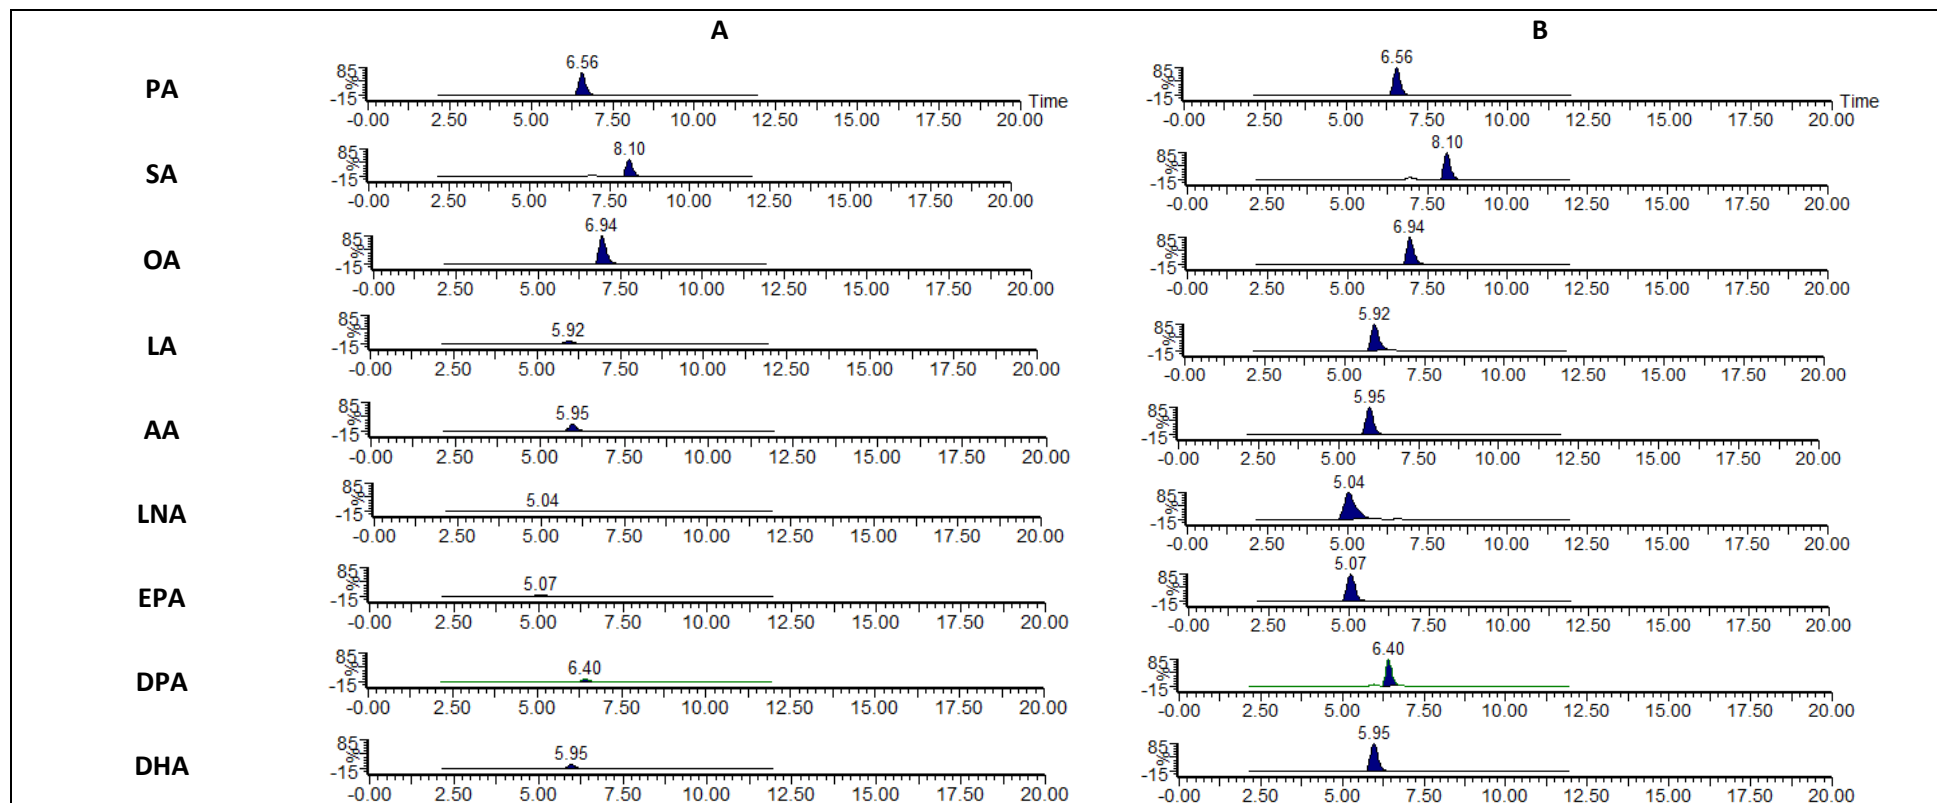 A B
PA 85 % -15 6.56 Time 85 % -15 6.56 Time
-0.00 2.50 5.00 7.50 10.00 12.50 15.00 17.50 20.00 -0.00 2.50 5.00 7.50 10.00 12.50 15.00 17.50 20.00
SA 85 % -15 8.10 85 % -15 8.10
-0.00 2.50 5.00 7.50 10.00 12.50 15.00 17.50 20.00 -0.00 2.50 5.00 7.50 10.00 12.50 15.00 17.50 20.00
OA 85 % -15 6.94 85 % -15 6.94
-0.00 2.50 5.00 7.50 10.00 12.50 15.00 17.50 20.00 -0.00 2.50 5.00 7.50 10.00 12.50 15.00 17.50 20.00
LA 85 % -15 5.92 85 % -15 5.92
-0.00 2.50 5.00 7.50 10.00 12.50 15.00 17.50 20.00 -0.00 2.50 5.00 7.50 10.00 12.50 15.00 17.50 20.00
AA 85 % -15 5.95 85 % -15 5.95
-0.00 2.50 5.00 7.50 10.00 12.50 15.00 17.50 20.00 -0.00 2.50 5.00 7.50 10.00 12.50 15.00 17.50 20.00
LNA 85 % -15 5.04 85 % -15 5.04
-0.00 2.50 5.00 7.50 10.00 12.50 15.00 17.50 20.00 -0.00 2.50 5.00 7.50 10.00 12.50 15.00 17.50 20.00
EPA 85 % -15 5.07 85 % -15 5.07
-0.00 2.50 5.00 7.50 10.00 12.50 15.00 17.50 20.00 -0.00 2.50 5.00 7.50 10.00 12.50 15.00 17.50 20.00
DPA 85 % -15 6.40 85 % -15 6.40
-0.00 2.50 5.00 7.50 10.00 12.50 15.00 17.50 20.00 -0.00 2.50 5.00 7.50 10.00 12.50 15.00 17.50 20.00
DHA 85 % -15 5.95 85 % -15 5.95
-0.00 2.50 5.00 7.50 10.00 12.50 15.00 17.50 20.00 -0.00 2.50 5.00 7.50 10.00 12.50 15.00 17.50 20.00